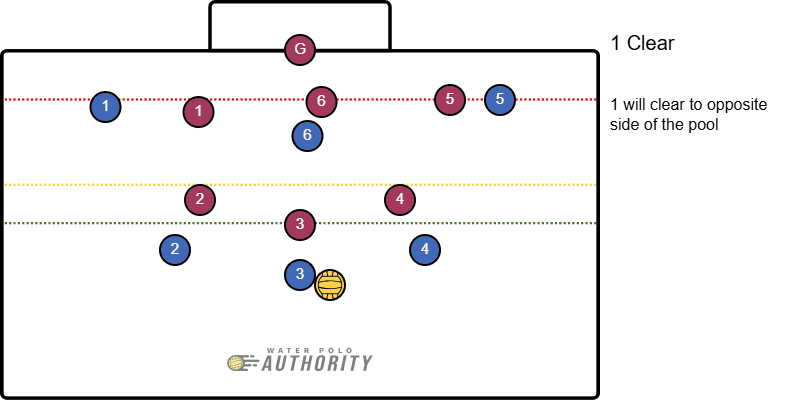 G
1 Clear
1
1
6
5
5
1 will clear to opposite
side of the pool
6
2
4
3
2
4
3
WATER POLO
AUTHORITY